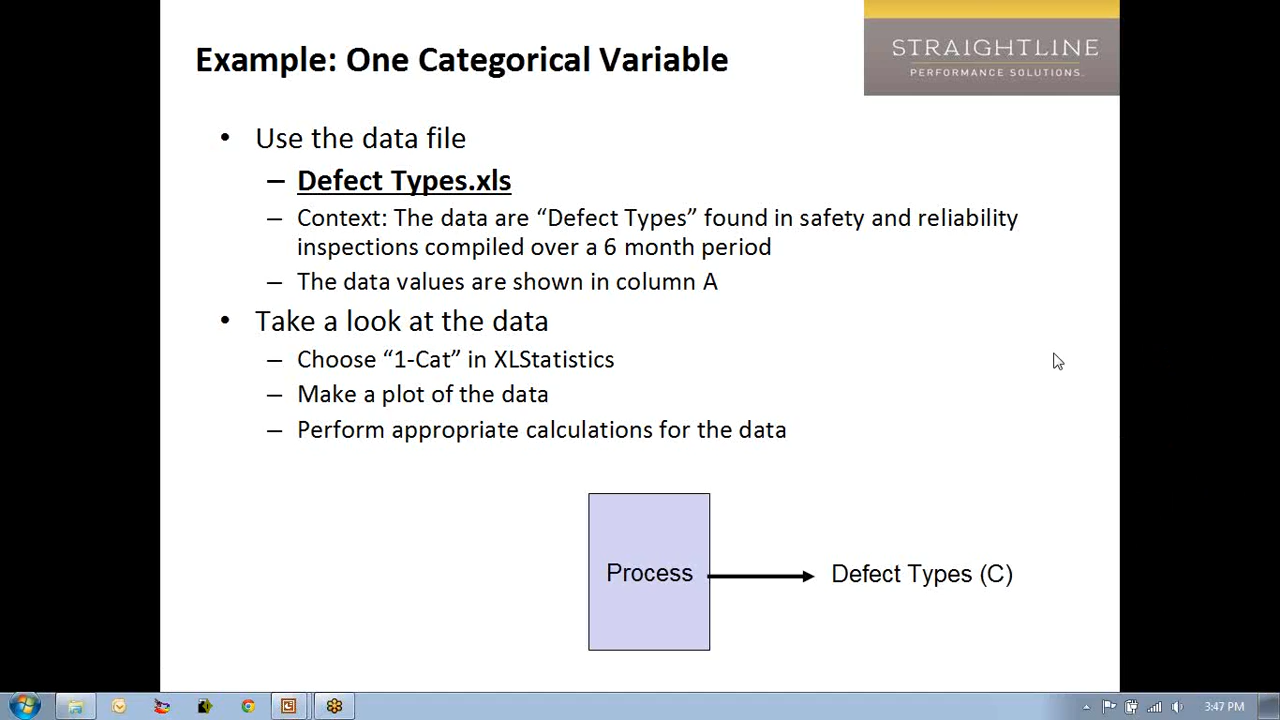 Example: One Categorical Variable
STRAIGHTLINE
PERFORMANCE SOLUTIONS.
• Use the data file
– Defect Types.xls
– Context: The data are “Defect Types” found in safety and reliability
inspections compiled over a 6 month period
– The data values are shown in column A
• Take a look at the data
– Choose “1-Cat” in XLStatistics
– Make a plot of the data
– Perform appropriate calculations for the data
Process
Defect Types (C)
3:47 PM